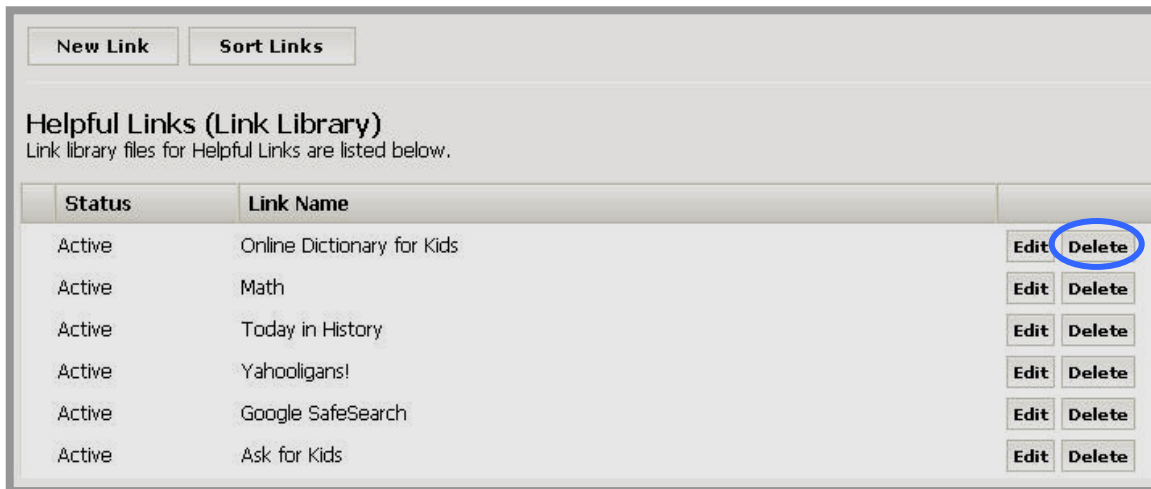 New Link Sort Links
Helpful Links (Link Library)
Link library files for Helpful Links are listed below.
Status Link Name
Active Online Dictionary for Kids Edit Delete
Active Math Edit Delete
Active Today in History Edit Delete
Active Yahooligans! Edit Delete
Active Google SafeSearch Edit Delete
Active Ask for Kids Edit Delete